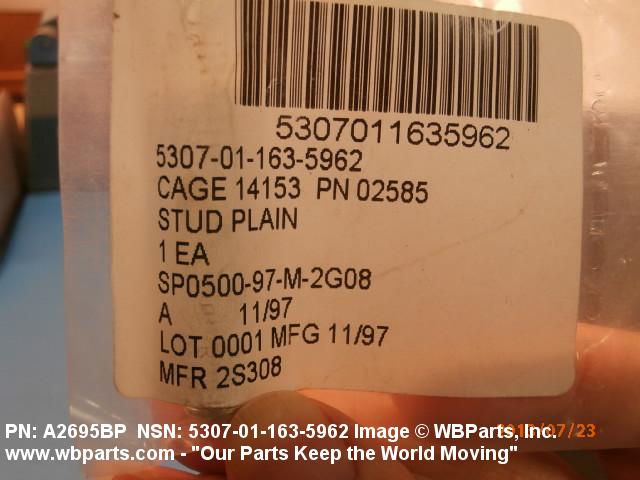 5307011635962
5307-01-163-5962
CAGE 14153 PN 02585
STUD PLAIN
1 EA
SP0500-97-M-2G08
A 11/97
LOT 0001 MFG 11/97
MFR 2S308
PN: A2695BP NSN: 5307-01-163-5962 Image © WBParts, Inc.
www.wbparts.com - "Our Parts Keep the World Moving"